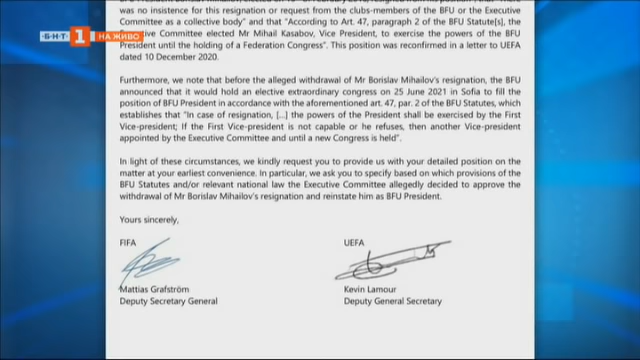 БНТ 1
НА ЖИВО
was no insistence for this resignation or request from the clubs-members of the BFU or the Executive
Committee as a collective body" and that "According to Art. 47, paragraph 2 of the BFU Statute[s], the
Executive Committee elected Mr Mihail Kasabov, Vice President, to exercise the powers of the BFU
President until the holding of a Federation Congress". This position was reconfirmed in a letter to UEFA
dated 10 December 2020.
Furthermore, we note that before the alleged withdrawal of Mr Borislav Mihailov's resignation, the BFU
announced that it would hold an elective extraordinary congress on 25 June 2021 in Sofia to fill the
position of BFU President in accordance with the aforementioned art. 47, par. 2 of the BFU Statutes, which
establishes that "In case of resignation, [...] the powers of the President shall be exercised by the First
Vice-president; If the First Vice-president is not capable or he refuses, then another Vice-president
appointed by the Executive Committee and until a new Congress is held".
In light of these circumstances, we kindly request you to provide us with your detailed position on the
matter at your earliest convenience. In particular, we ask you to specify based on which provisions of the
BFU Statutes and/or relevant national law the Executive Committee allegedly decided to approve the
withdrawal of Mr Borislav Mihailov's resignation and reinstate him as BFU President.
Yours sincerely,
FIFA
UEFA
Mattias Grafström
Kevin Lamour
Deputy Secretary General
Deputy General Secretary